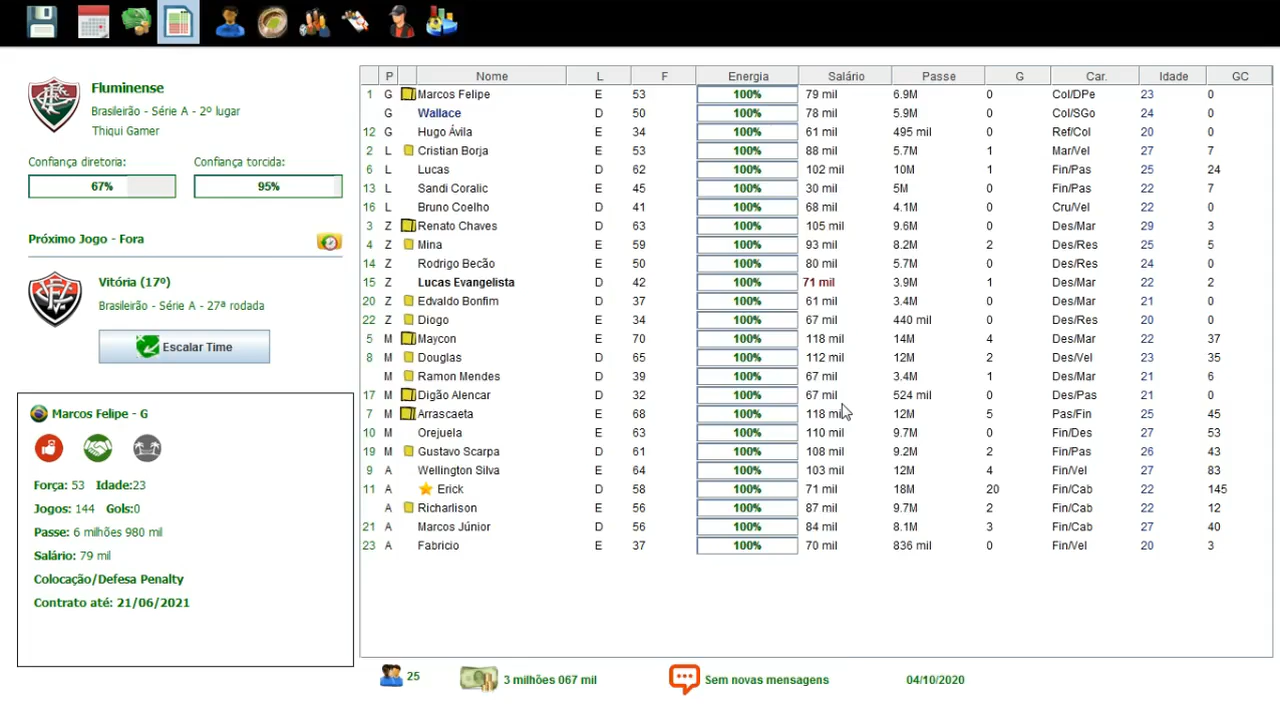 Fluminense
Brasileirão - Série A - 2º lugar
Thiqui Gamer
Confiança diretoria: Confiança torcida:
67% 95%
Próximo Jogo - Fora
Vitória (17º)
Brasileirão - Série A - 27ª rodada
Escalar Time
Marcos Felipe - G
Força: 53 Idade:23
Jogos: 144 Gols:0
Passe: 6 milhões 980 mil
Salário: 79 mil
Colocação/Defesa Penalty
Contrato até: 21/06/2021
P Nome L F Energia Salário Passe G Car. Idade GC
1 G Marcos Felipe E 53 100% 79 mil 6.9M 0 Col/DPe 23 0
G Wallace D 50 100% 78 mil 5.9M 0 Col/SGo 24 0
12 G Hugo Ávila E 34 100% 61 mil 495 mil 0 Ref/Col 20 0
2 L Cristian Borja E 53 100% 88 mil 5.7M 1 Mar/Vel 27 7
6 L Lucas D 62 100% 102 mil 10M 1 Fin/Pas 25 24
13 L Sandi Coralic E 45 100% 30 mil 5M 0 Fin/Pas 22 7
16 L Bruno Coelho D 41 100% 68 mil 4.1M 0 Cru/Vel 22 0
3 Z Renato Chaves D 63 100% 105 mil 9.6M 0 Des/Mar 29 3
4 Z Mina E 59 100% 93 mil 8.2M 2 Des/Res 25 5
14 Z Rodrigo Becão E 50 100% 80 mil 5.7M 0 Des/Res 24 0
15 Z Lucas Evangelista D 42 100% 71 mil 3.9M 1 Des/Mar 22 2
20 Z Edvaldo Bonfim D 37 100% 61 mil 3.4M 0 Des/Mar 21 0
22 Z Diogo E 34 100% 67 mil 440 mil 0 Des/Res 20 0
5 M Maycon E 70 100% 118 mil 14M 4 Des/Mar 22 37
8 M Douglas D 65 100% 112 mil 12M 2 Des/Vel 23 35
M Ramon Mendes D 39 100% 67 mil 3.4M 1 Des/Mar 21 6
17 M Digão Alencar D 32 100% 67 mil 524 mil 0 Des/Pas 21 0
7 M Arrascaeta E 68 100% 118 mil 12M 5 Pas/Fin 25 45
10 M Orejuela E 63 100% 110 mil 9.7M 0 Fin/Des 27 53
19 M Gustavo Scarpa D 61 100% 108 mil 9.2M 2 Fin/Pas 26 43
9 A Wellington Silva E 64 100% 103 mil 12M 4 Fin/Vel 27 83
11 A Erick D 58 100% 71 mil 18M 20 Fin/Cab 22 145
A Richarlison E 56 100% 87 mil 9.7M 2 Fin/Cab 22 12
21 A Marcos Júnior D 56 100% 84 mil 8.1M 3 Fin/Cab 27 40
23 A Fabricio E 37 100% 70 mil 836 mil 0 Fin/Vel 20 3
25 3 milhões 067 mil Sem novas mensagens 04/10/2020